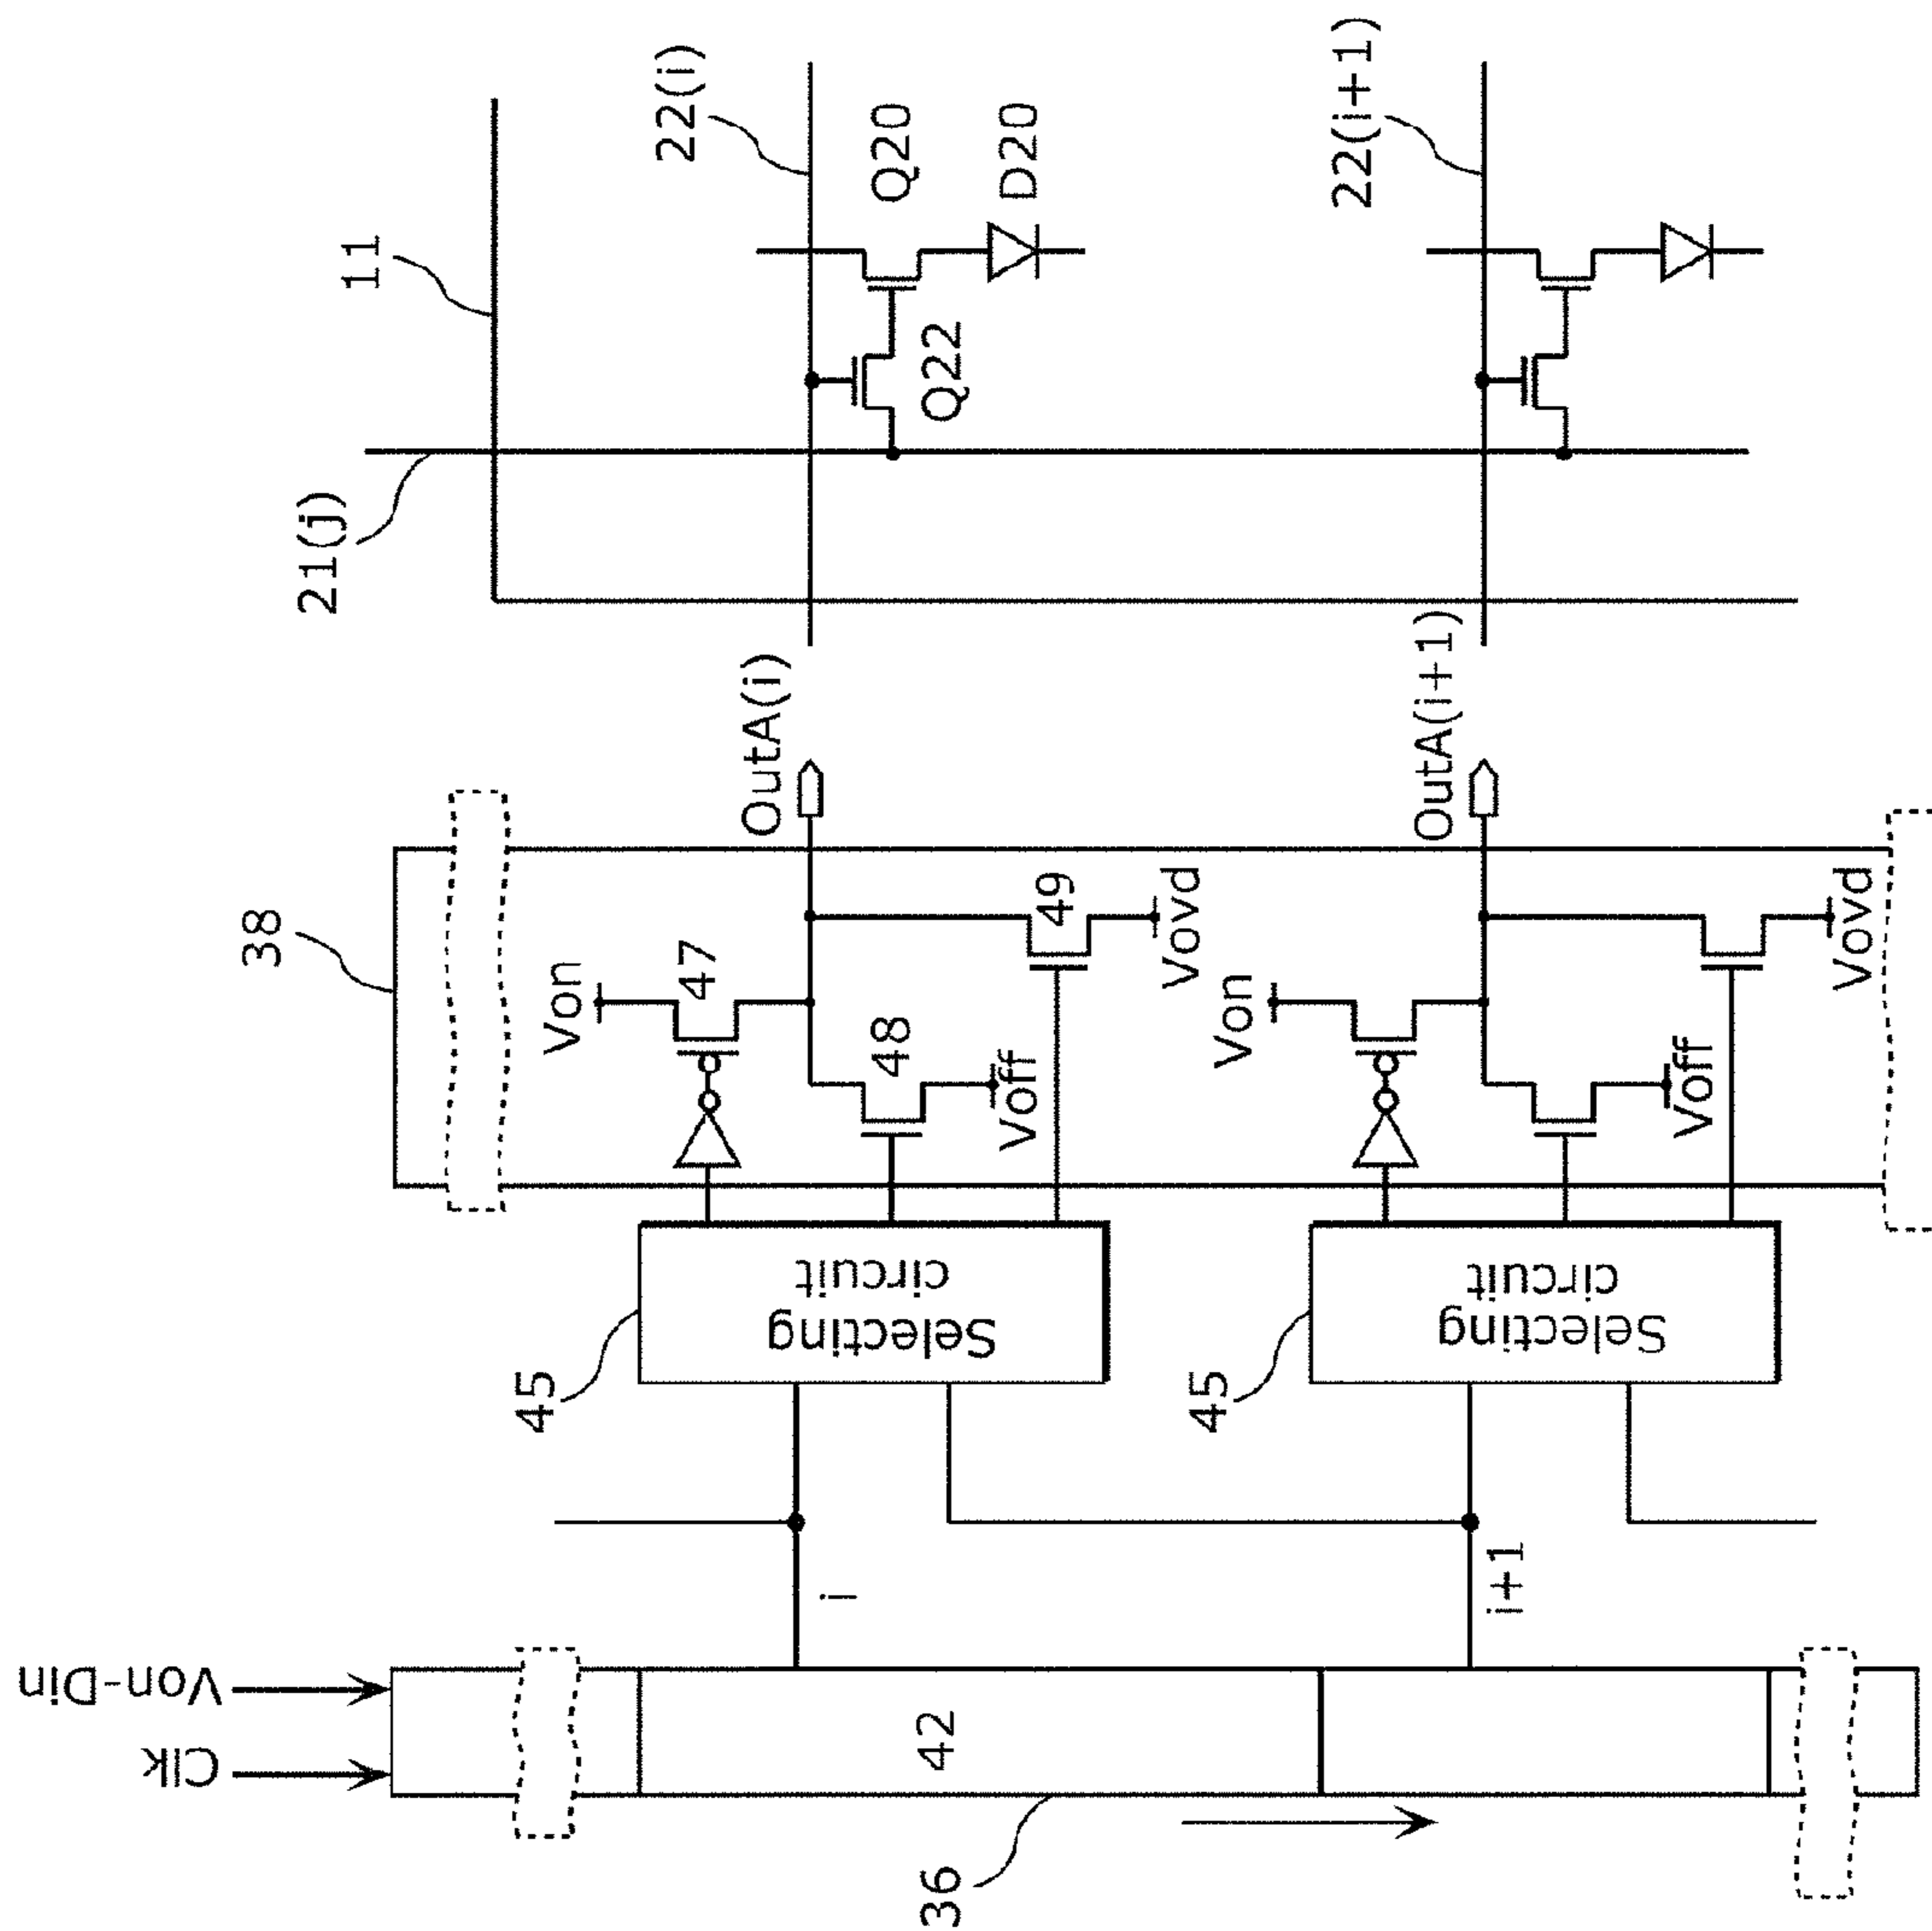 Clk
Von-Din
36
42
i
i+1
45
Selecting
circuit
45
Selecting
circuit
38
Von
47
48
Voff
49
Vovd
OutA(i)
Von
Voff
Vovd
OutA(i+1)
11
21(j)
22(i)
Q22
Q20
D20
22(i+1)